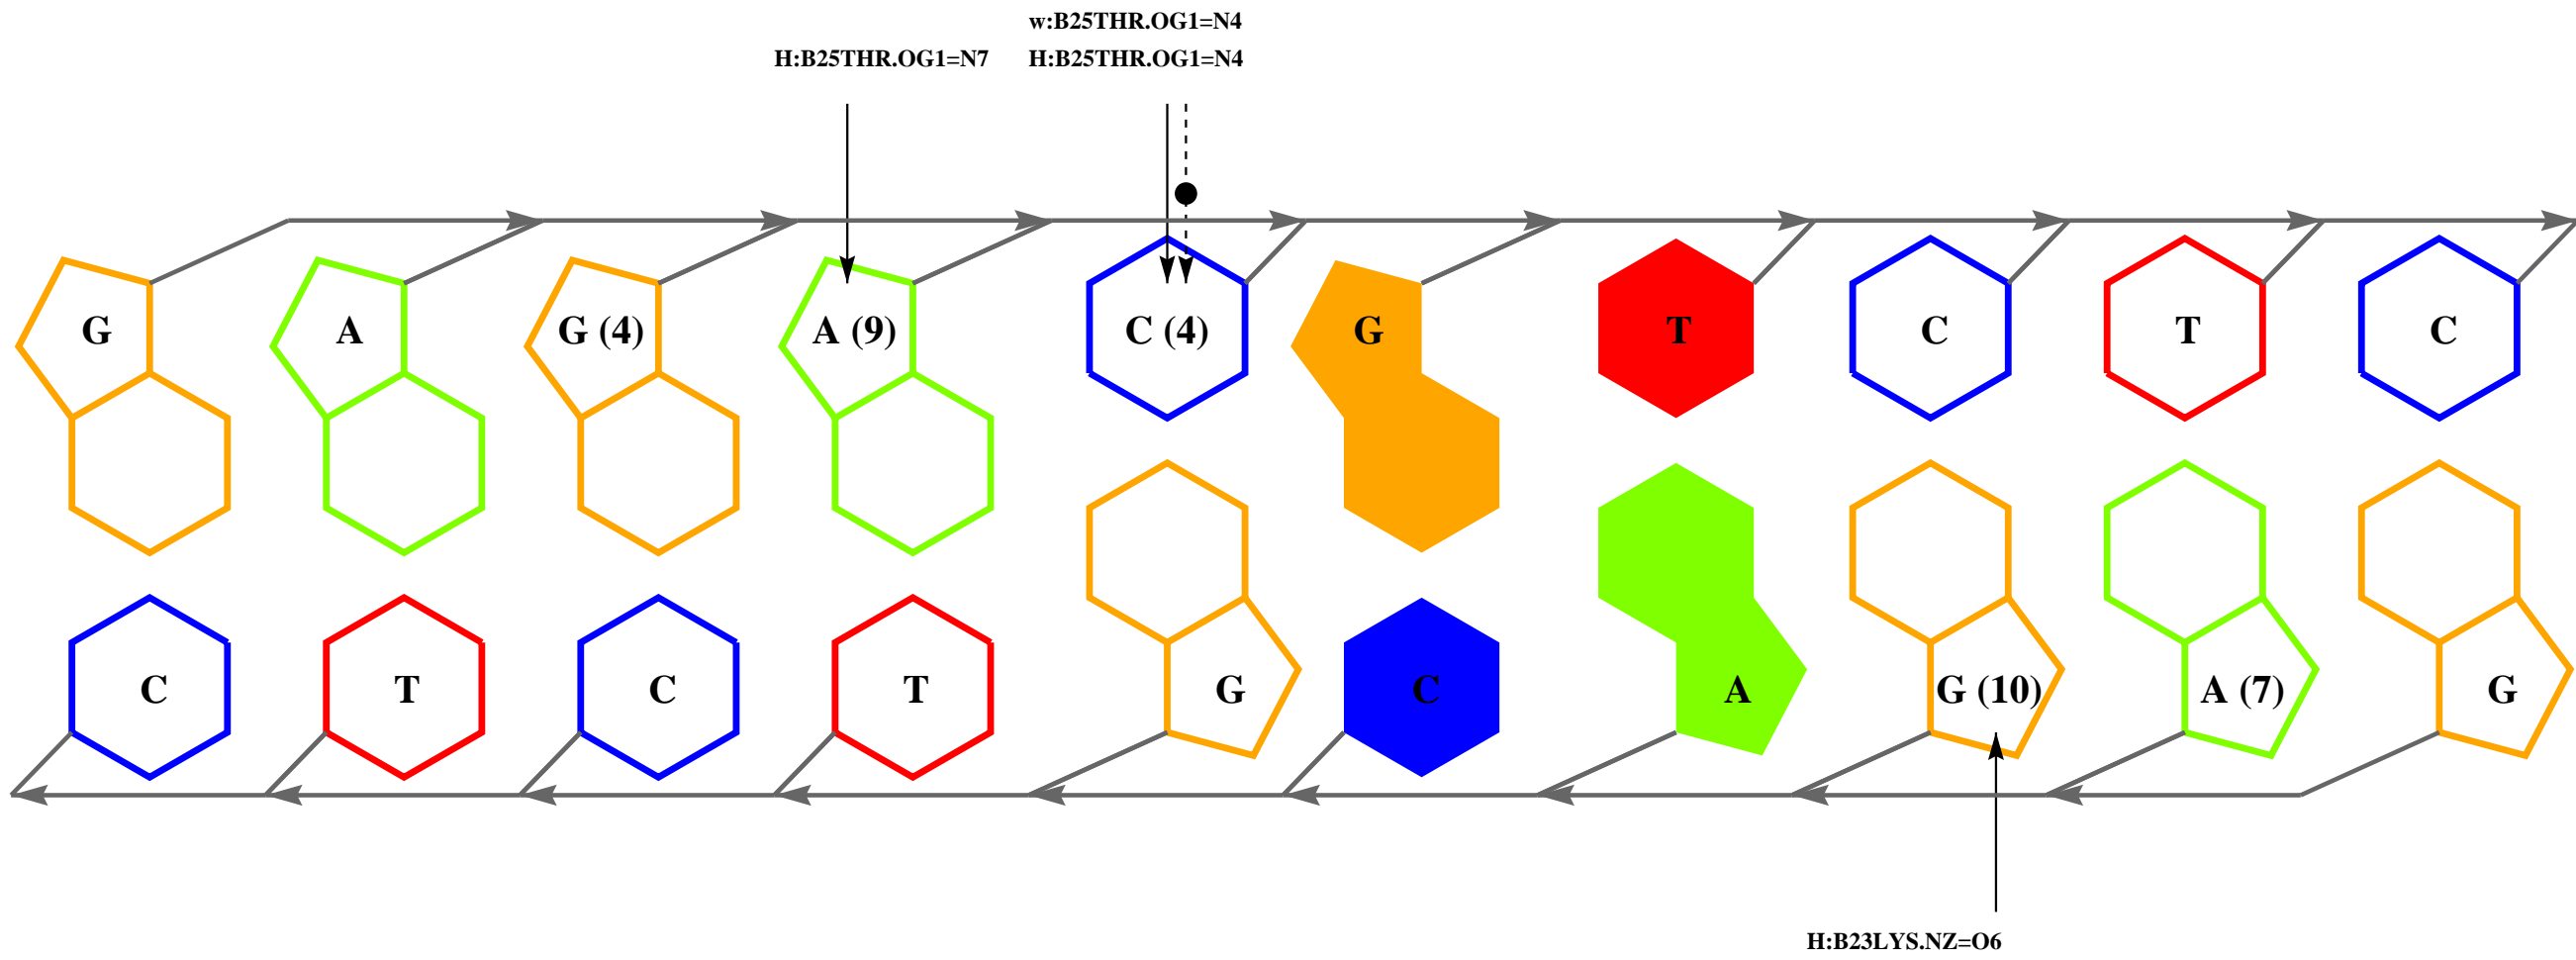 w:B25THR.OG1=N4
H:B25THR.OG1=N7 H:B25THR.OG1=N4
G A G (4) A (9) C (4) G T C T C
C T C T G C A G (10) A (7) G
H:B23LYS.NZ=O6